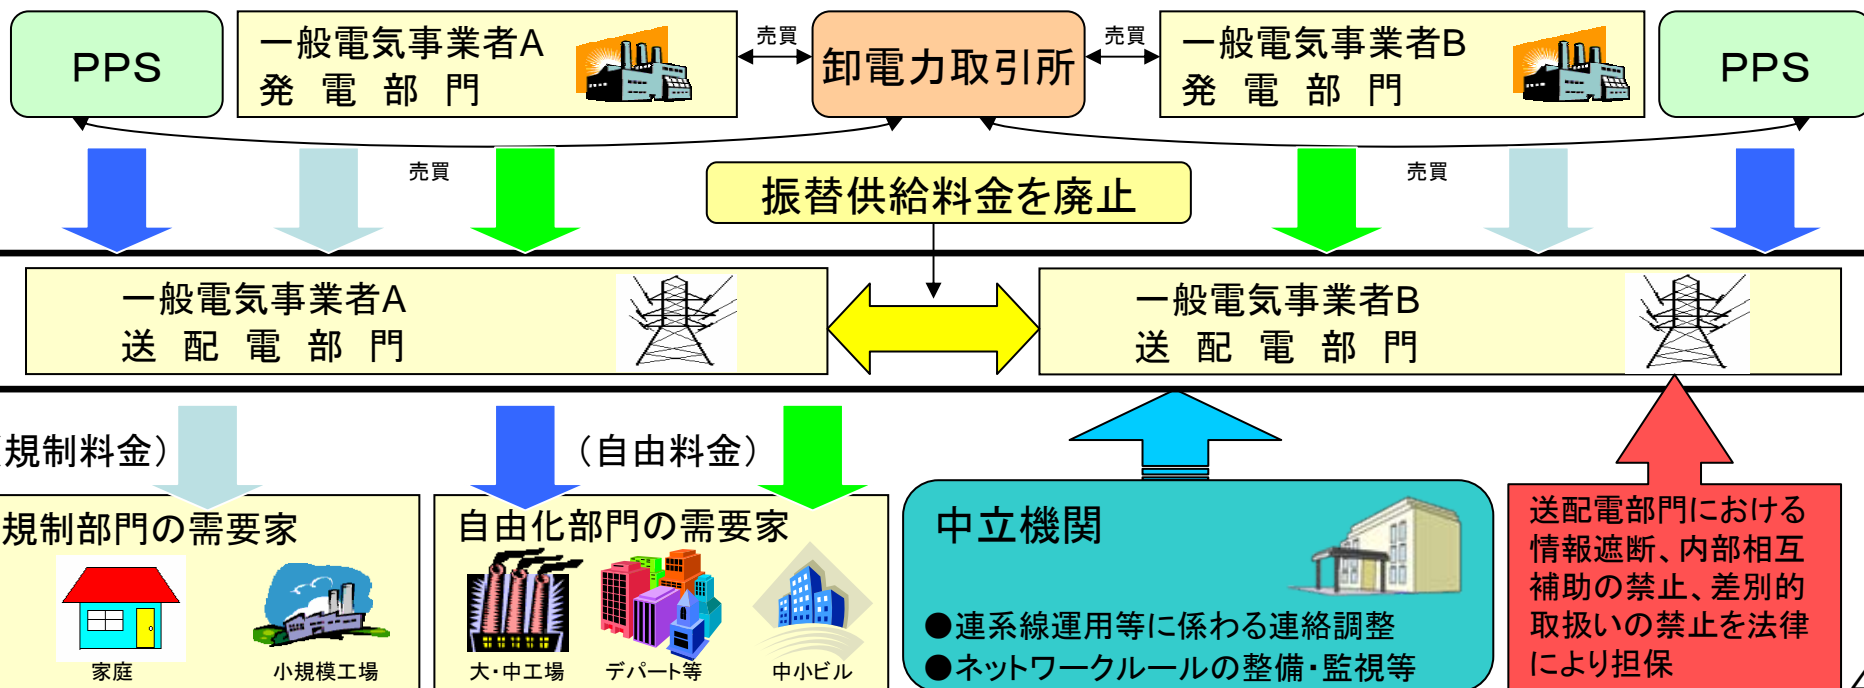 PPS
一般電気事業者A
発電部門
売買
卸電力取引所
売買
一般電気事業者B
発電部門
PPS
売買
売買
振替供給料金を廃止
一般電気事業者A
送配電部門
一般電気事業者B
送配電部門
(規制料金)
(自由料金)
規制部門の需要家
家庭
小規模工場
自由化部門の需要家
大・中工場
デパート等
中小ビル
中立機関
●連系線運用等に係わる連絡調整
●ネットワークルールの整備・監視等
送配電部門における
情報遮断、内部相互
補助の禁止、差別的
取扱いの禁止を法律
により担保